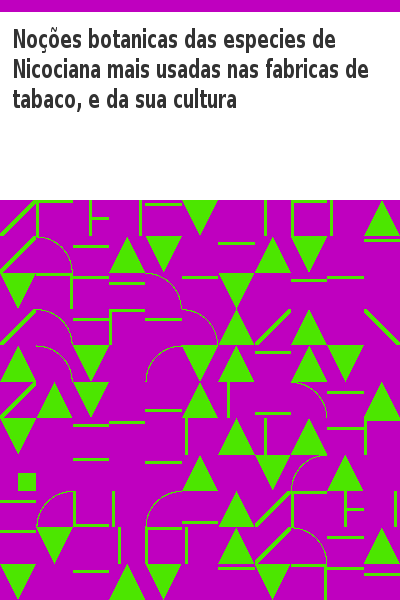 Noções botanicas das especies de
Nicociana mais usadas nas fabricas de
tabaco, e da sua cultura